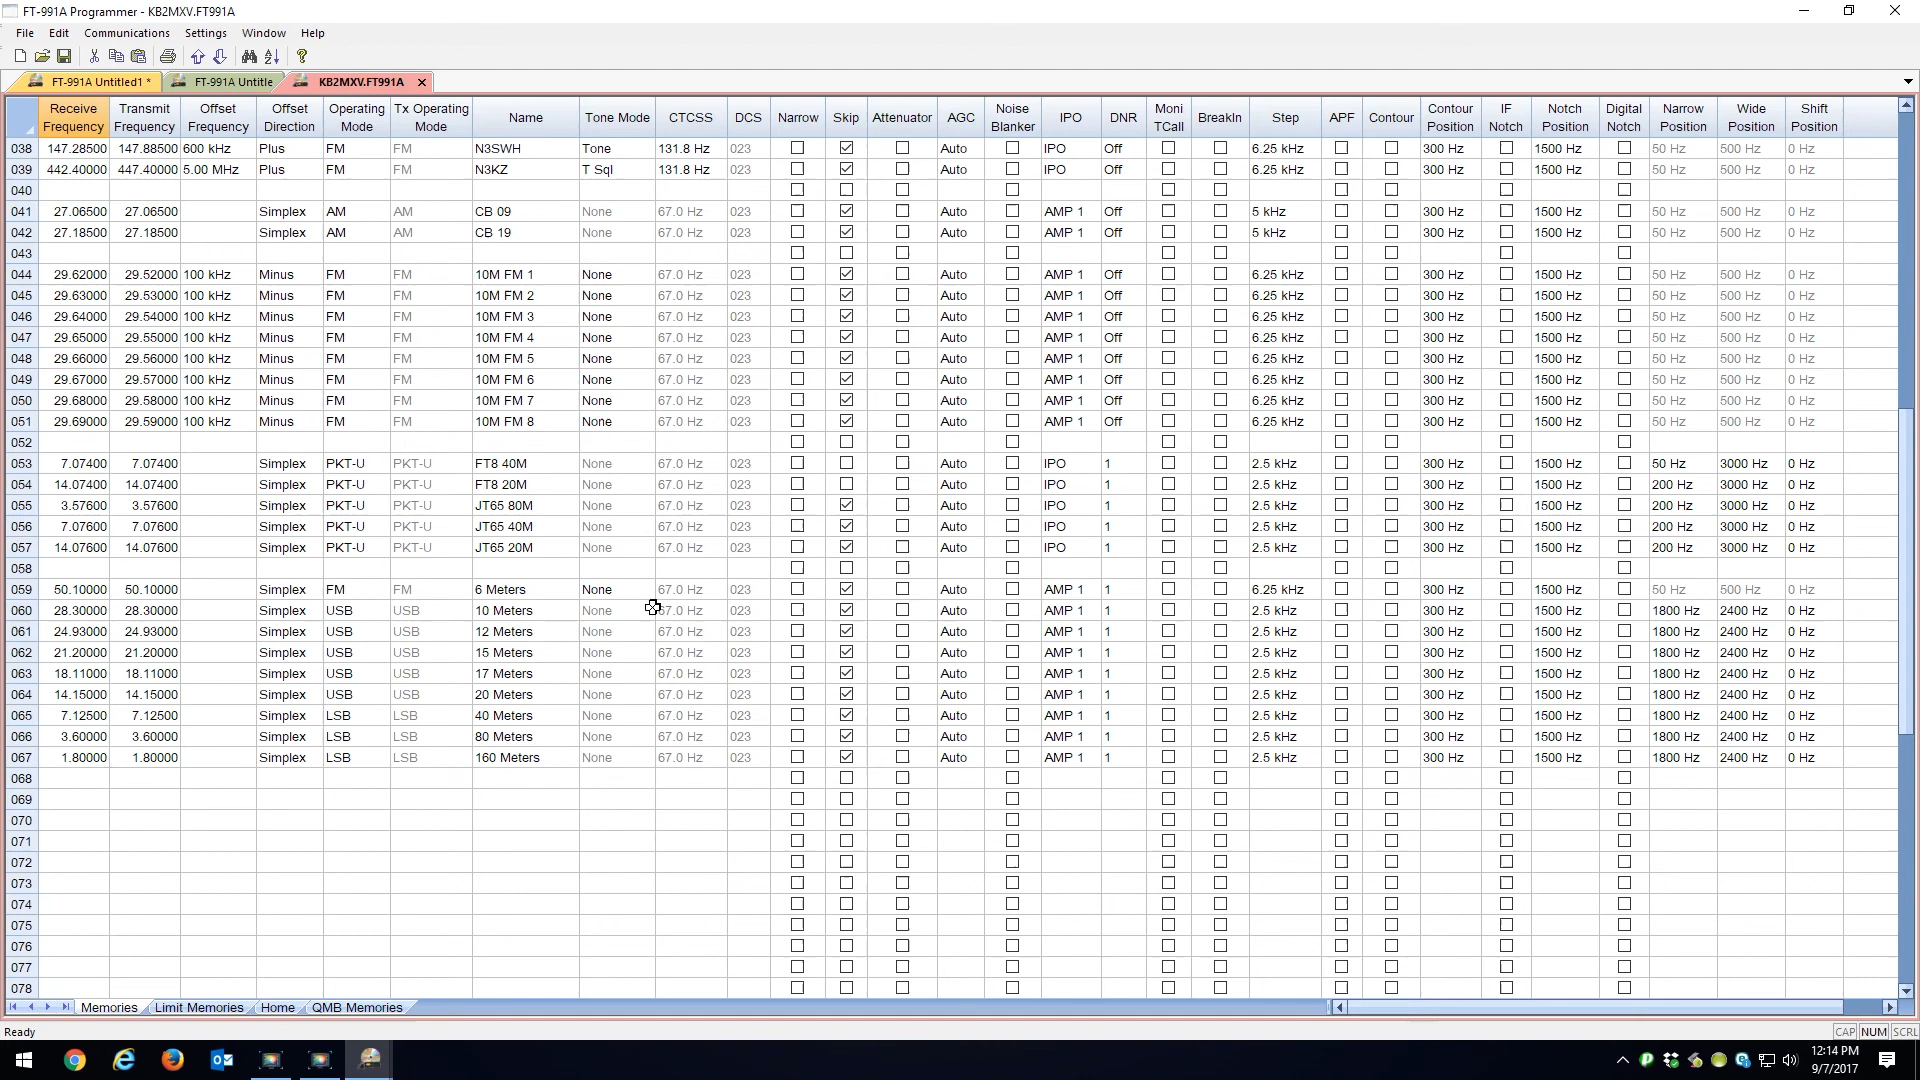 FT-991A Programmer - KB2MXV.FT991A
File Edit Communications Settings Window Help
FT-991A Untitled1 * FT-991A Untitle KB2MXV.FT991A
Receive Frequency Transmit Frequency Offset Frequency Offset Direction Operating Mode Tx Operating Mode Name Tone Mode CTCSS DCS Narrow Skip Attenuator AGC Noise Blanker IPO DNR Moni TCall BreakIn Step APF Contour Contour Position IF Notch Notch Position Digital Notch Narrow Position Wide Position Shift Position
038 147.28500 147.88500 600 kHz Plus FM FM N3SWH Tone 131.8 Hz 023 Auto IPO Off 6.25 kHz 300 Hz 1500 Hz 50 Hz 500 Hz 0 Hz
039 442.40000 447.40000 5.00 MHz Plus FM FM N3KZ T Sql 131.8 Hz 023 Auto IPO Off 6.25 kHz 300 Hz 1500 Hz 50 Hz 500 Hz 0 Hz
040
041 27.06500 27.06500 Simplex AM AM CB 09 None 67.0 Hz 023 Auto AMP 1 Off 5 kHz 300 Hz 1500 Hz 50 Hz 500 Hz 0 Hz
042 27.18500 27.18500 Simplex AM AM CB 19 None 67.0 Hz 023 Auto AMP 1 Off 5 kHz 300 Hz 1500 Hz 50 Hz 500 Hz 0 Hz
043
044 29.62000 29.52000 100 kHz Minus FM FM 10M FM 1 None 67.0 Hz 023 Auto AMP 1 Off 6.25 kHz 300 Hz 1500 Hz 50 Hz 500 Hz 0 Hz
045 29.63000 29.53000 100 kHz Minus FM FM 10M FM 2 None 67.0 Hz 023 Auto AMP 1 Off 6.25 kHz 300 Hz 1500 Hz 50 Hz 500 Hz 0 Hz
046 29.64000 29.54000 100 kHz Minus FM FM 10M FM 3 None 67.0 Hz 023 Auto AMP 1 Off 6.25 kHz 300 Hz 1500 Hz 50 Hz 500 Hz 0 Hz
047 29.65000 29.55000 100 kHz Minus FM FM 10M FM 4 None 67.0 Hz 023 Auto AMP 1 Off 6.25 kHz 300 Hz 1500 Hz 50 Hz 500 Hz 0 Hz
048 29.66000 29.56000 100 kHz Minus FM FM 10M FM 5 None 67.0 Hz 023 Auto AMP 1 Off 6.25 kHz 300 Hz 1500 Hz 50 Hz 500 Hz 0 Hz
049 29.67000 29.57000 100 kHz Minus FM FM 10M FM 6 None 67.0 Hz 023 Auto AMP 1 Off 6.25 kHz 300 Hz 1500 Hz 50 Hz 500 Hz 0 Hz
050 29.68000 29.58000 100 kHz Minus FM FM 10M FM 7 None 67.0 Hz 023 Auto AMP 1 Off 6.25 kHz 300 Hz 1500 Hz 50 Hz 500 Hz 0 Hz
051 29.69000 29.59000 100 kHz Minus FM FM 10M FM 8 None 67.0 Hz 023 Auto AMP 1 Off 6.25 kHz 300 Hz 1500 Hz 50 Hz 500 Hz 0 Hz
052
053 7.07400 7.07400 Simplex PKT-U PKT-U FT8 40M None 67.0 Hz 023 Auto IPO 1 2.5 kHz 300 Hz 1500 Hz 50 Hz 3000 Hz 0 Hz
054 14.07400 14.07400 Simplex PKT-U PKT-U FT8 20M None 67.0 Hz 023 Auto IPO 1 2.5 kHz 300 Hz 1500 Hz 200 Hz 3000 Hz 0 Hz
055 3.57600 3.57600 Simplex PKT-U PKT-U JT65 80M None 67.0 Hz 023 Auto IPO 1 2.5 kHz 300 Hz 1500 Hz 200 Hz 3000 Hz 0 Hz
056 7.07600 7.07600 Simplex PKT-U PKT-U JT65 40M None 67.0 Hz 023 Auto IPO 1 2.5 kHz 300 Hz 1500 Hz 200 Hz 3000 Hz 0 Hz
057 14.07600 14.07600 Simplex PKT-U PKT-U JT65 20M None 67.0 Hz 023 Auto IPO 1 2.5 kHz 300 Hz 1500 Hz 200 Hz 3000 Hz 0 Hz
058
059 50.10000 50.10000 Simplex FM FM 6 Meters None 67.0 Hz 023 Auto AMP 1 1 6.25 kHz 300 Hz 1500 Hz 50 Hz 500 Hz 0 Hz
060 28.30000 28.30000 Simplex USB USB 10 Meters None 67.0 Hz 023 Auto AMP 1 1 2.5 kHz 300 Hz 1500 Hz 1800 Hz 2400 Hz 0 Hz
061 24.93000 24.93000 Simplex USB USB 12 Meters None 67.0 Hz 023 Auto AMP 1 1 2.5 kHz 300 Hz 1500 Hz 1800 Hz 2400 Hz 0 Hz
062 21.20000 21.20000 Simplex USB USB 15 Meters None 67.0 Hz 023 Auto AMP 1 1 2.5 kHz 300 Hz 1500 Hz 1800 Hz 2400 Hz 0 Hz
063 18.11000 18.11000 Simplex USB USB 17 Meters None 67.0 Hz 023 Auto AMP 1 1 2.5 kHz 300 Hz 1500 Hz 1800 Hz 2400 Hz 0 Hz
064 14.15000 14.15000 Simplex USB USB 20 Meters None 67.0 Hz 023 Auto AMP 1 1 2.5 kHz 300 Hz 1500 Hz 1800 Hz 2400 Hz 0 Hz
065 7.12500 7.12500 Simplex LSB LSB 40 Meters None 67.0 Hz 023 Auto AMP 1 1 2.5 kHz 300 Hz 1500 Hz 1800 Hz 2400 Hz 0 Hz
066 3.60000 3.60000 Simplex LSB LSB 80 Meters None 67.0 Hz 023 Auto AMP 1 1 2.5 kHz 300 Hz 1500 Hz 1800 Hz 2400 Hz 0 Hz
067 1.80000 1.80000 Simplex LSB LSB 160 Meters None 67.0 Hz 023 Auto AMP 1 1 2.5 kHz 300 Hz 1500 Hz 1800 Hz 2400 Hz 0 Hz
068
069
070
071
072
073
074
075
076
077
078
Memories Limit Memories Home QMB Memories
Ready CAP NUM SCRL
12:14 PM
9/7/2017